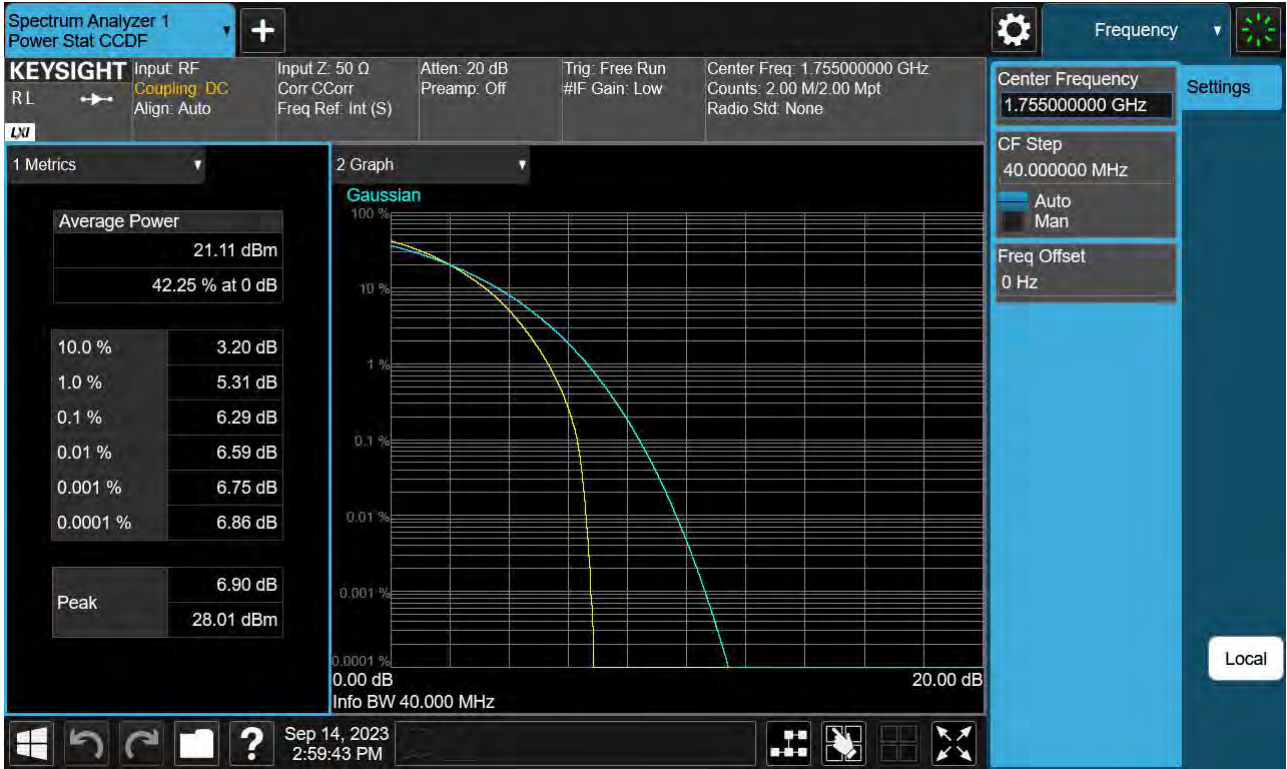 Spectrum Analyzer 1
Power Stat CCDF
Frequency
KEYSIGHT
RL
LXI
Input: RF
Coupling: DC
Align: Auto
Input Z: 50 Ω
Corr CCorr
Freq Ref: Int (S)
Atten: 20 dB
Preamp: Off
Trig: Free Run
#IF Gain: Low
Center Freq: 1.755000000 GHz
Counts: 2.00 M/2.00 Mpt
Radio Std: None
Center Frequency
1.755000000 GHz
Settings
CF Step
40.000000 MHz
Auto
Man
Freq Offset
0 Hz
Local
1 Metrics
Average Power
21.11 dBm
42.25 % at 0 dB
10.0 % 3.20 dB
1.0 % 5.31 dB
0.1 % 6.29 dB
0.01 % 6.59 dB
0.001 % 6.75 dB
0.0001 % 6.86 dB
Peak
6.90 dB
28.01 dBm
2 Graph
Gaussian
100 %
10 %
1 %
0.1 %
0.01 %
0.001 %
0.0001 %
0.00 dB 20.00 dB
Info BW 40.000 MHz
?
Sep 14, 2023
2:59:43 PM